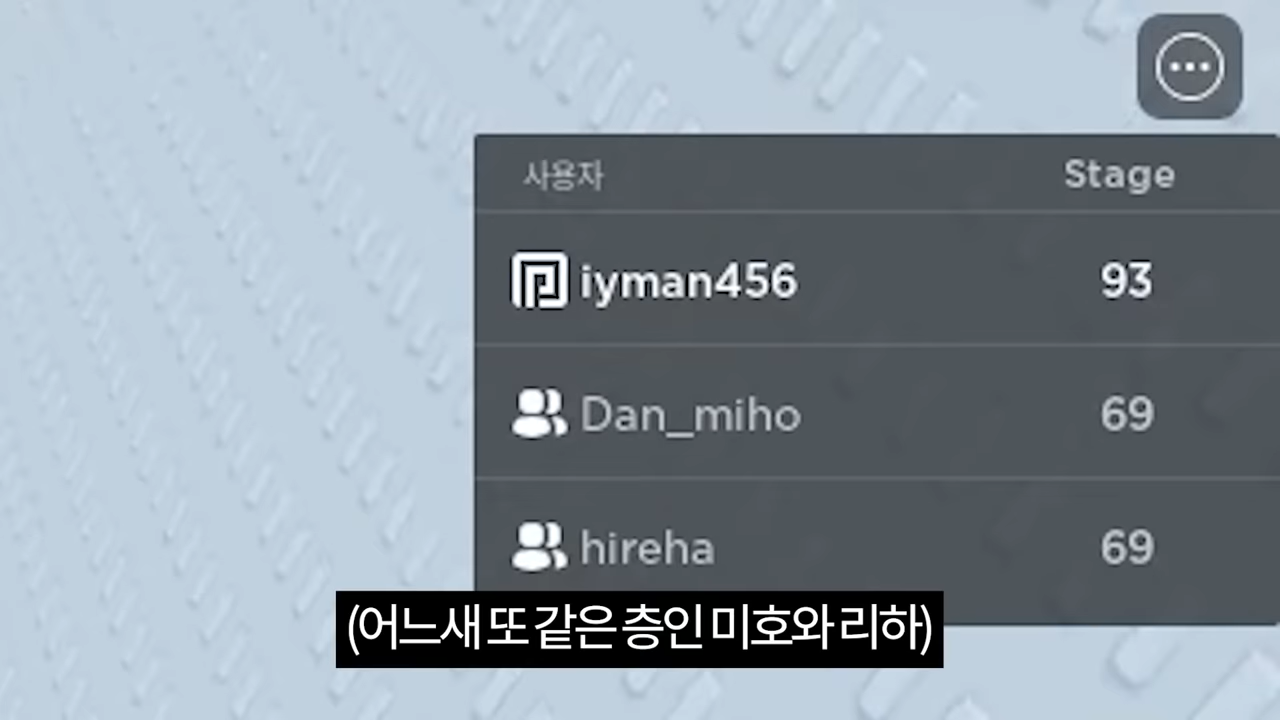 사용자 Stage
iyman456 93
Dan_miho 69
hireha 69
(어느새 또 같은 층인 미호와 리하)